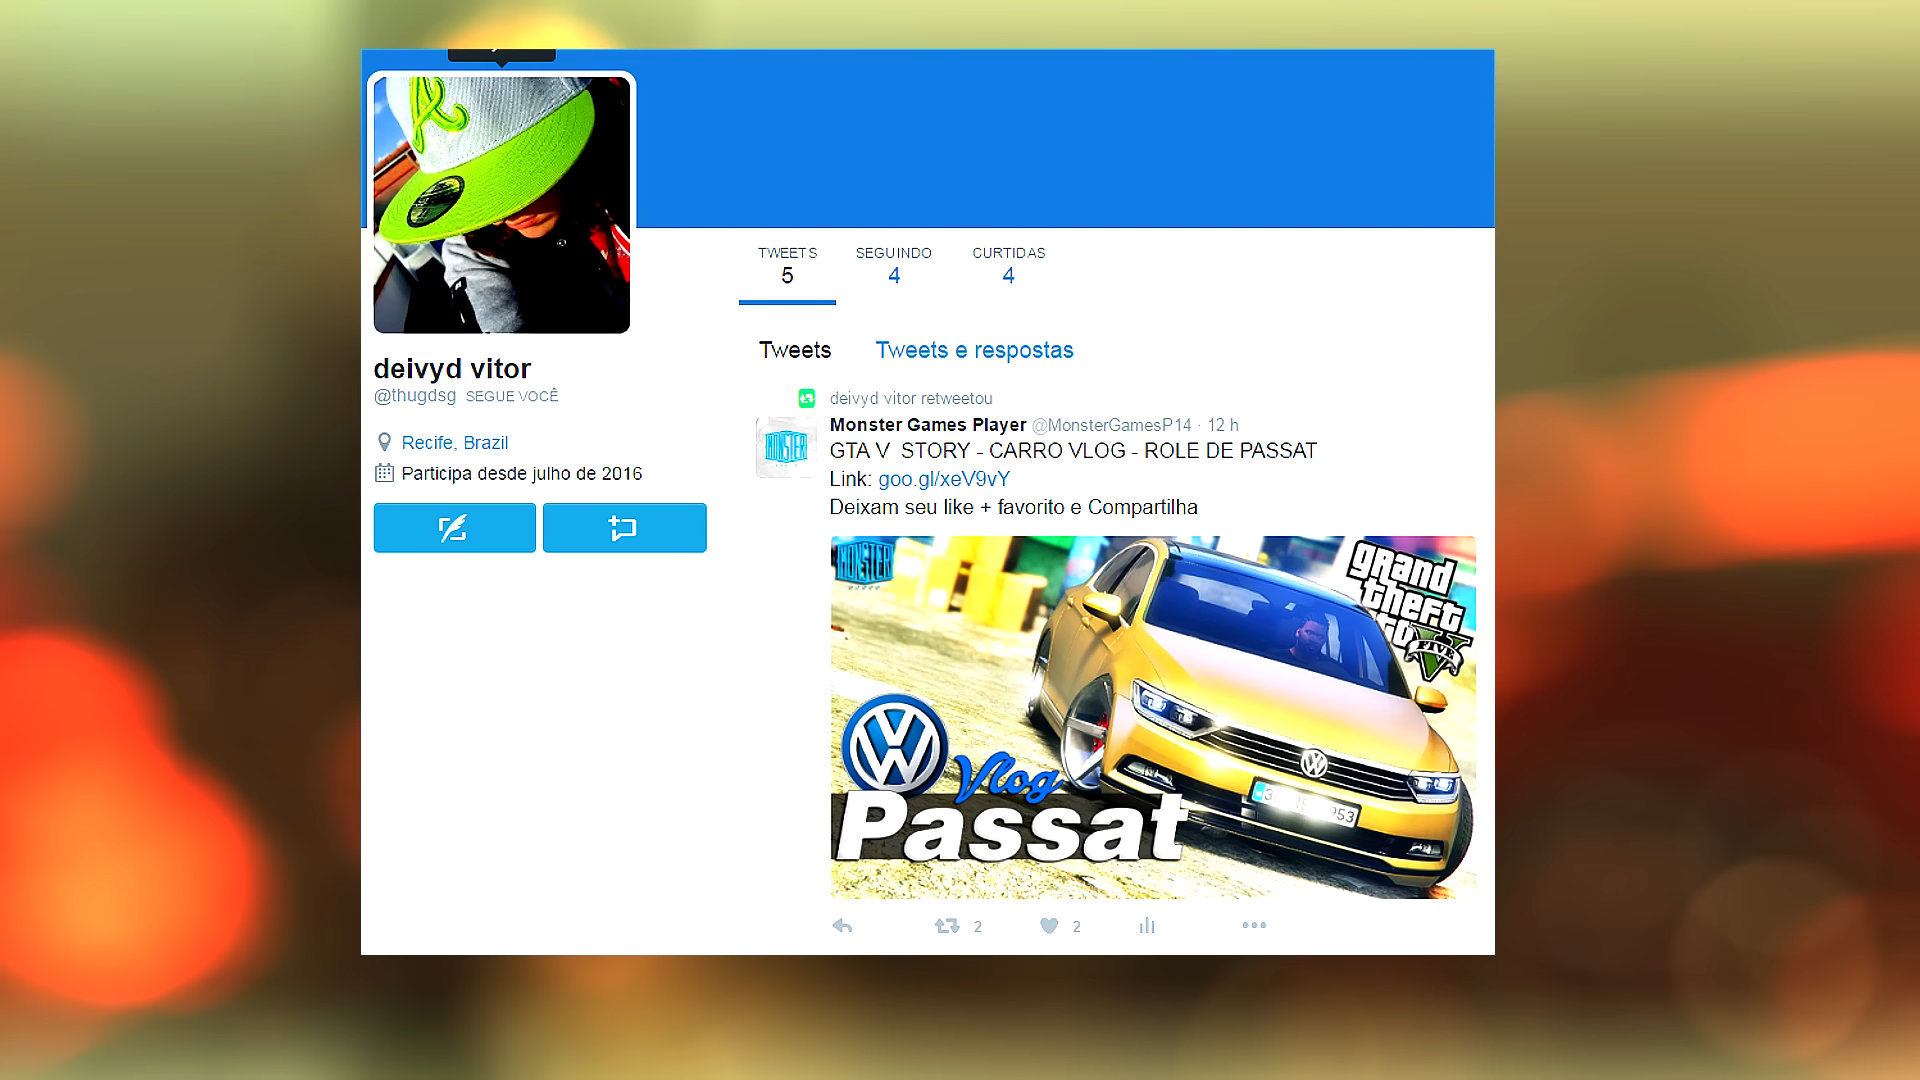 TWEETS SEGUINDO CURTIDAS
5 4 4
deivyd vitor
@thugdsg SEGUE VOCÊ
Recife, Brazil
Participa desde julho de 2016
Tweets Tweets e respostas
deivyd vitor retweetou
Monster Games Player @MonsterGamesP14 · 12 h
GTA V STORY - CARRO VLOG - ROLE DE PASSAT
Link: goo.gl/xeV9vY
Deixam seu like + favorito e Compartilha
MONSTER
MONSTER
grand
theft
FIVE
V
VW
Vlog
Passat
2 2